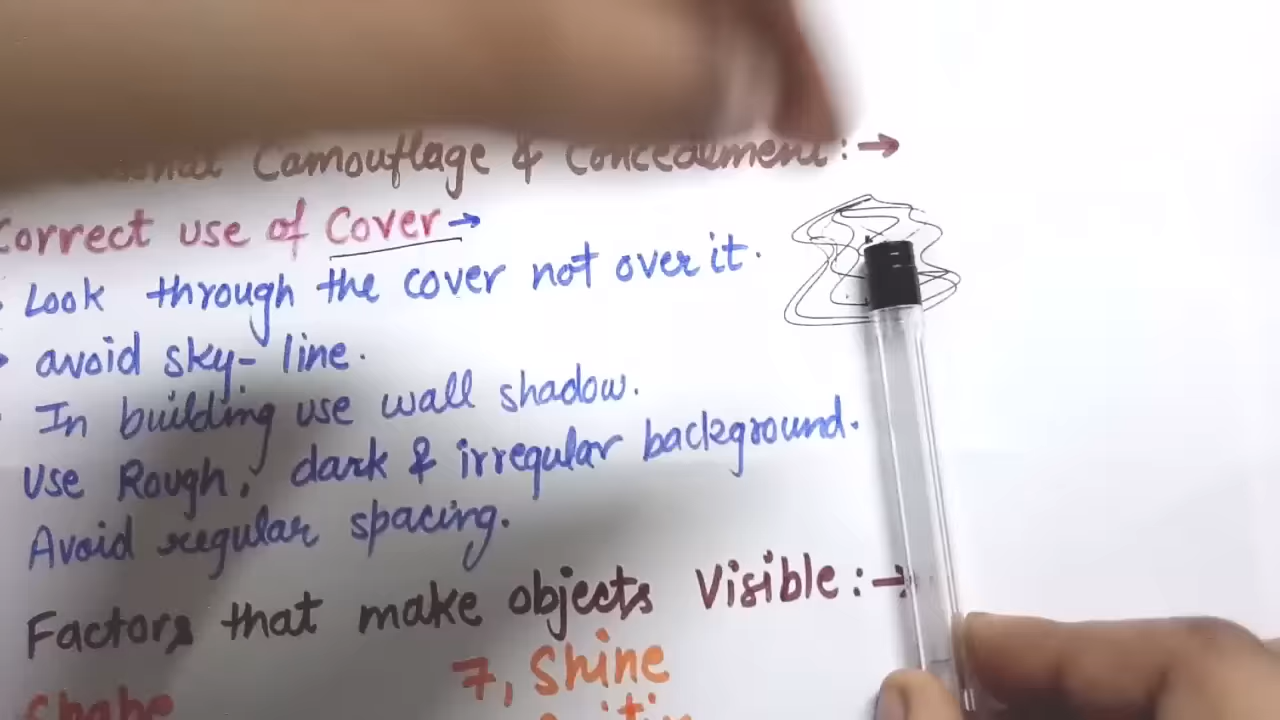 Camouflage & Concealment :→
Correct use of Cover →
Look through the cover not over it.
→ avoid sky-line.
In building use wall shadow.
Use Rough, dark & irregular background.
Avoid regular spacing.
Factors that make objects Visible :→
7, Shine
Shape